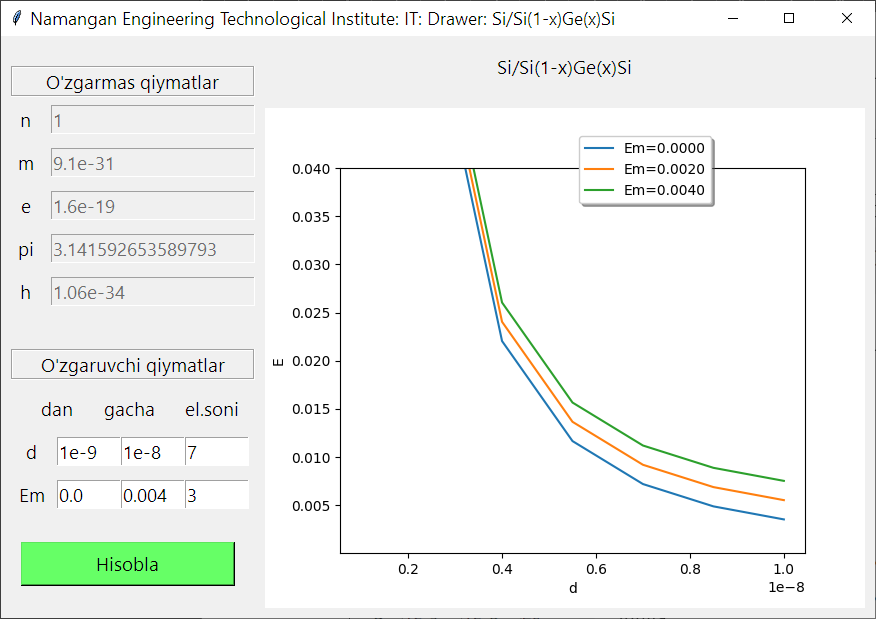 Namangan Engineering Technological Institute: IT: Drawer: Si/Si(1-x)Ge(x)Si
O'zgarmas qiymatlar
n 1
m 9.1e-31
e 1.6e-19
pi 3.141592653589793
h 1.06e-34
O'zgaruvchi qiymatlar
dan gacha el.soni
d 1e-9 1e-8 7
Em 0.0 0.004 3
Hisobla
Si/Si(1-x)Ge(x)Si
Em=0.0000
Em=0.0020
Em=0.0040
0.040
0.035
0.030
0.025
0.020
0.015
0.010
0.005
E
0.2 0.4 0.6 0.8 1.0
1e−8
d